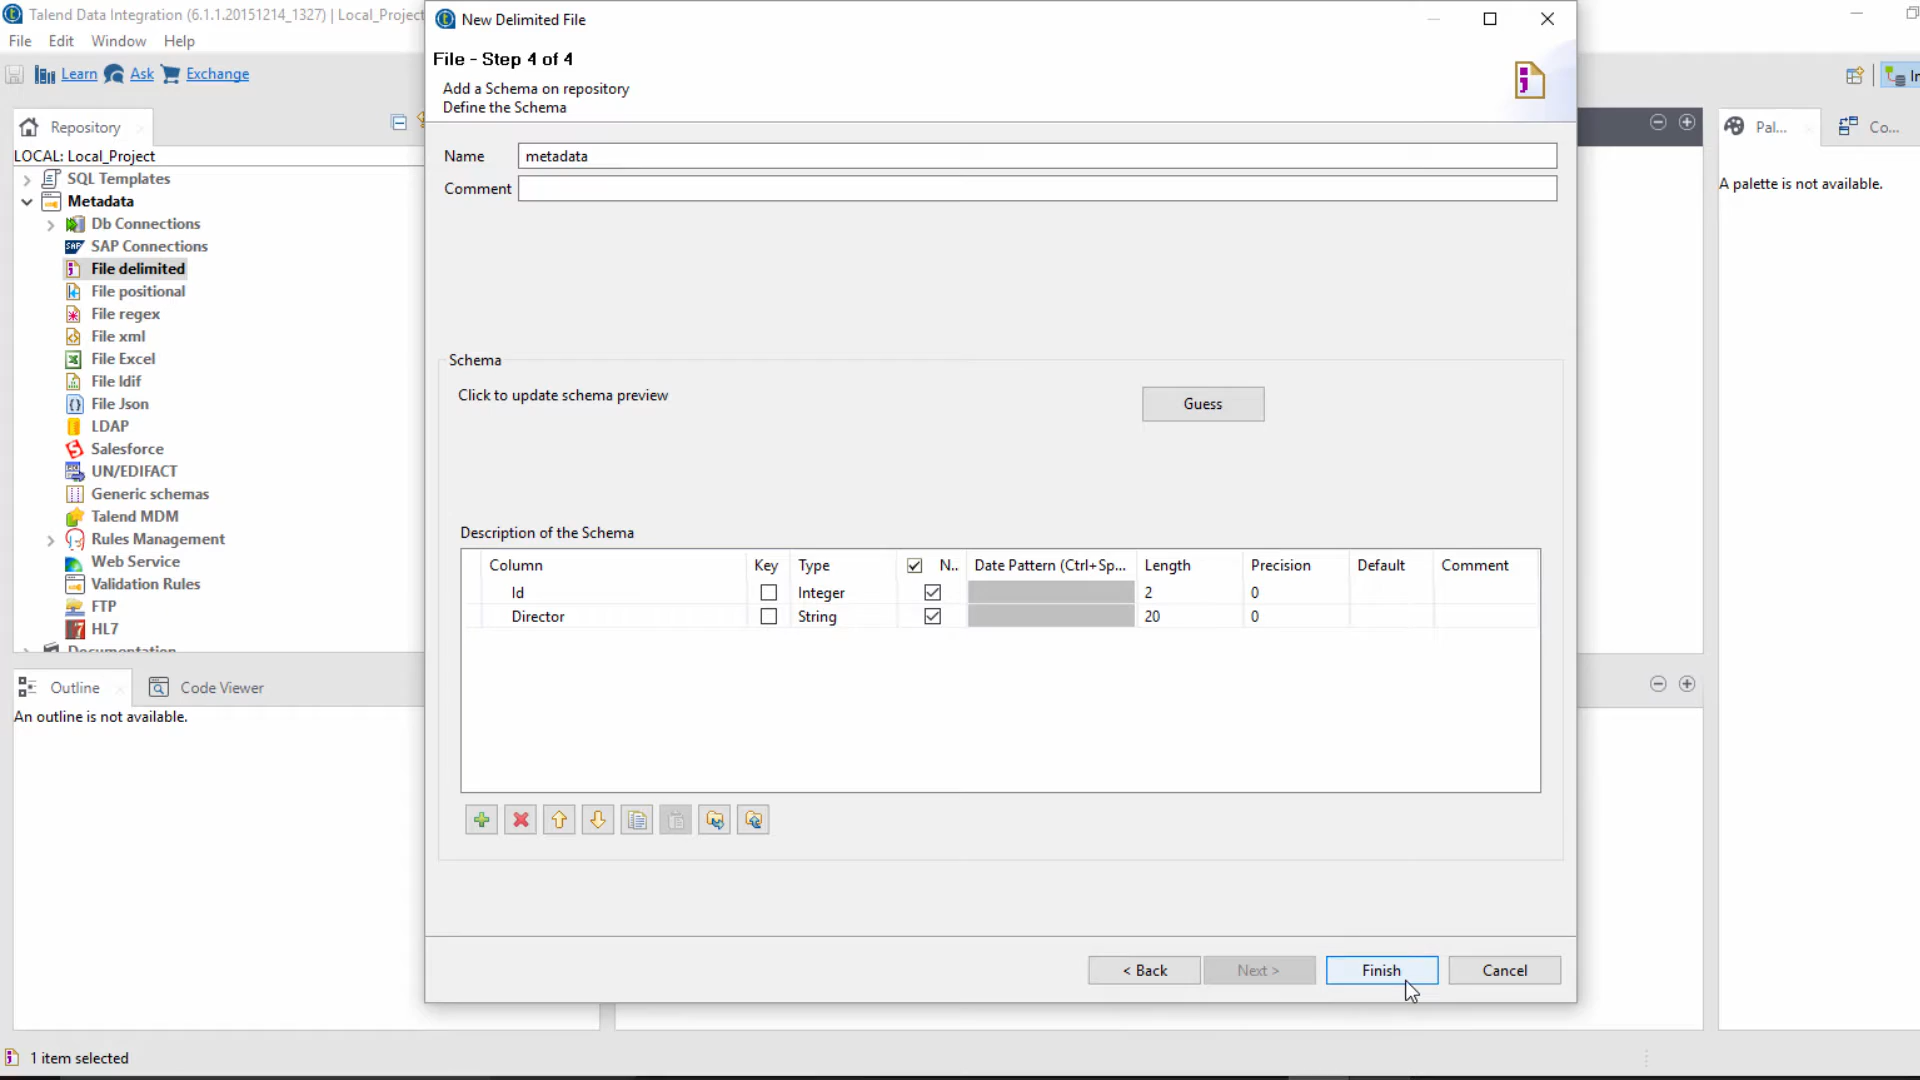 Talend Data Integration (6.1.1.20151214_1327) | Local_Project
File Edit Window Help
Learn Ask Exchange
Repository
LOCAL: Local_Project
SQL Templates
Metadata
Db Connections
SAP Connections
File delimited
File positional
File regex
File xml
File Excel
File ldif
File Json
LDAP
Salesforce
UN/EDIFACT
Generic schemas
Talend MDM
Rules Management
Web Service
Validation Rules
FTP
HL7
Documentation
Outline Code Viewer
An outline is not available.
1 item selected
New Delimited File
File - Step 4 of 4
Add a Schema on repository
Define the Schema
Name metadata
Comment
Schema
Click to update schema preview
Guess
Description of the Schema
Column Key Type N.. Date Pattern (Ctrl+Sp... Length Precision Default Comment
Id Integer 2 0
Director String 20 0
< Back Next > Finish Cancel
Pal... Co...
A palette is not available.